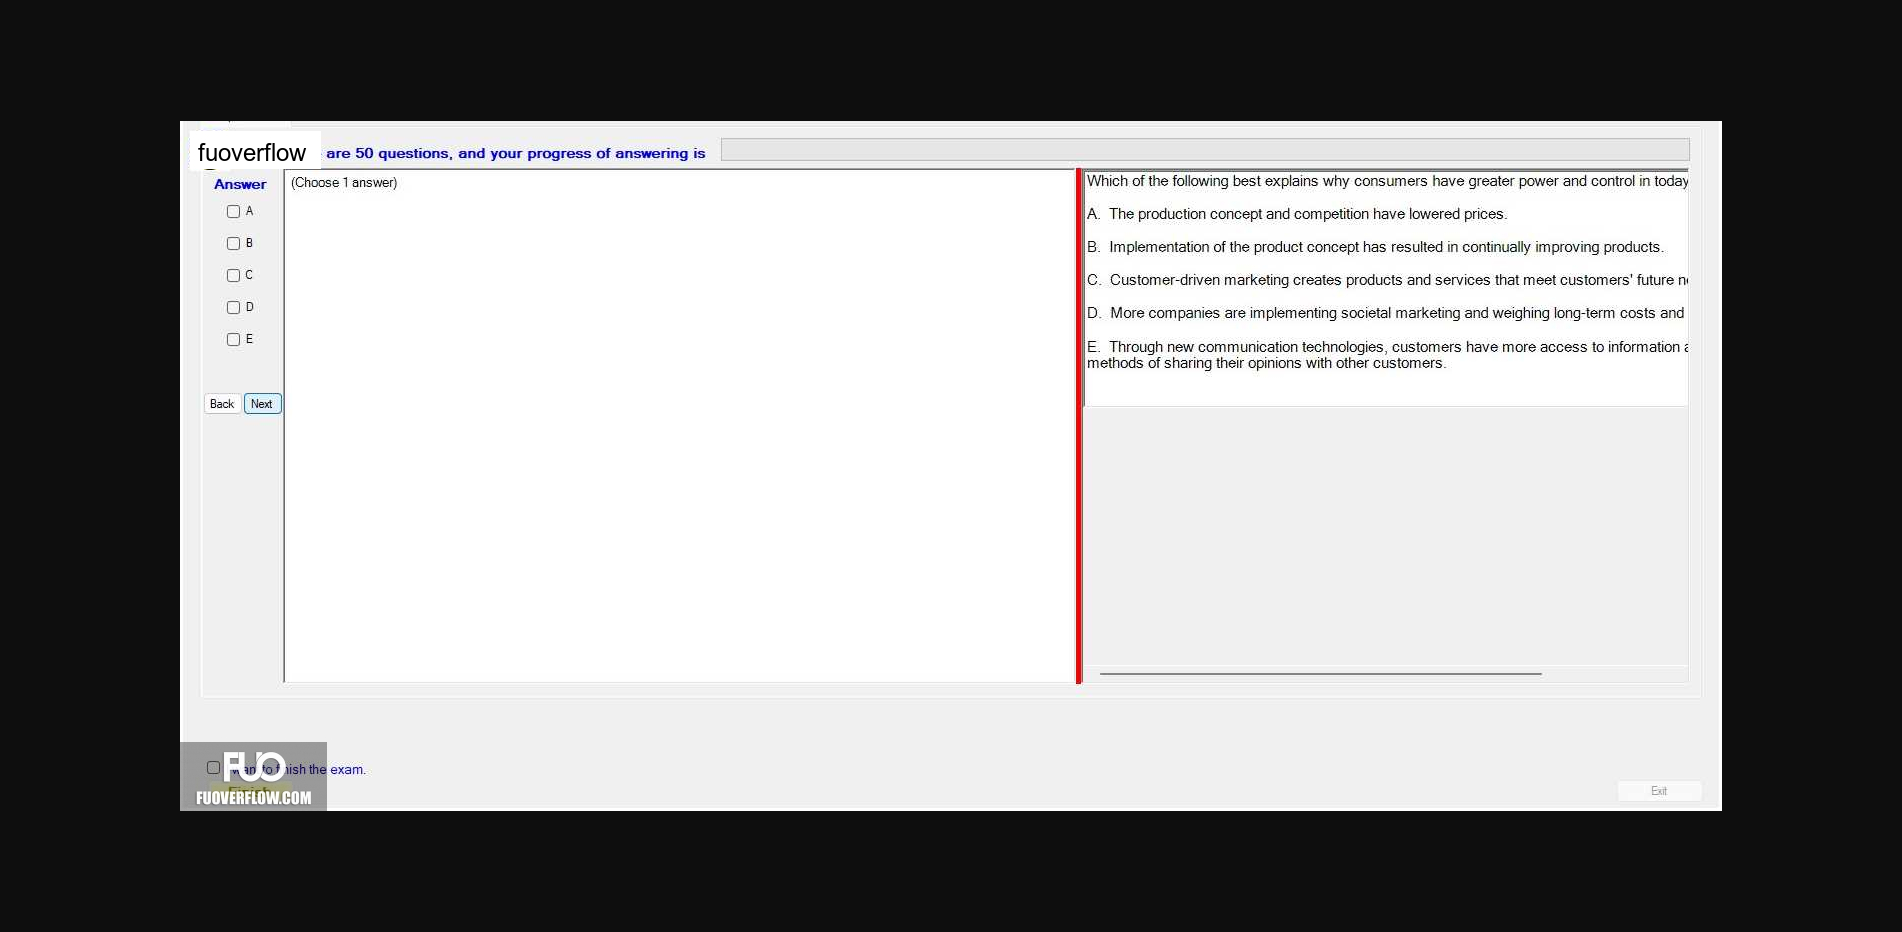 fuoverflow are 50 questions, and your progress of answering is
Answer
(Choose 1 answer)
A
B
C
D
E
Back Next
Which of the following best explains why consumers have greater power and control in today
A. The production concept and competition have lowered prices.
B. Implementation of the product concept has resulted in continually improving products.
C. Customer-driven marketing creates products and services that meet customers' future n
D. More companies are implementing societal marketing and weighing long-term costs and
E. Through new communication technologies, customers have more access to information a
methods of sharing their opinions with other customers.
want to finish the exam.
Finish
FUO
FUOVERFLOW.COM
Exit